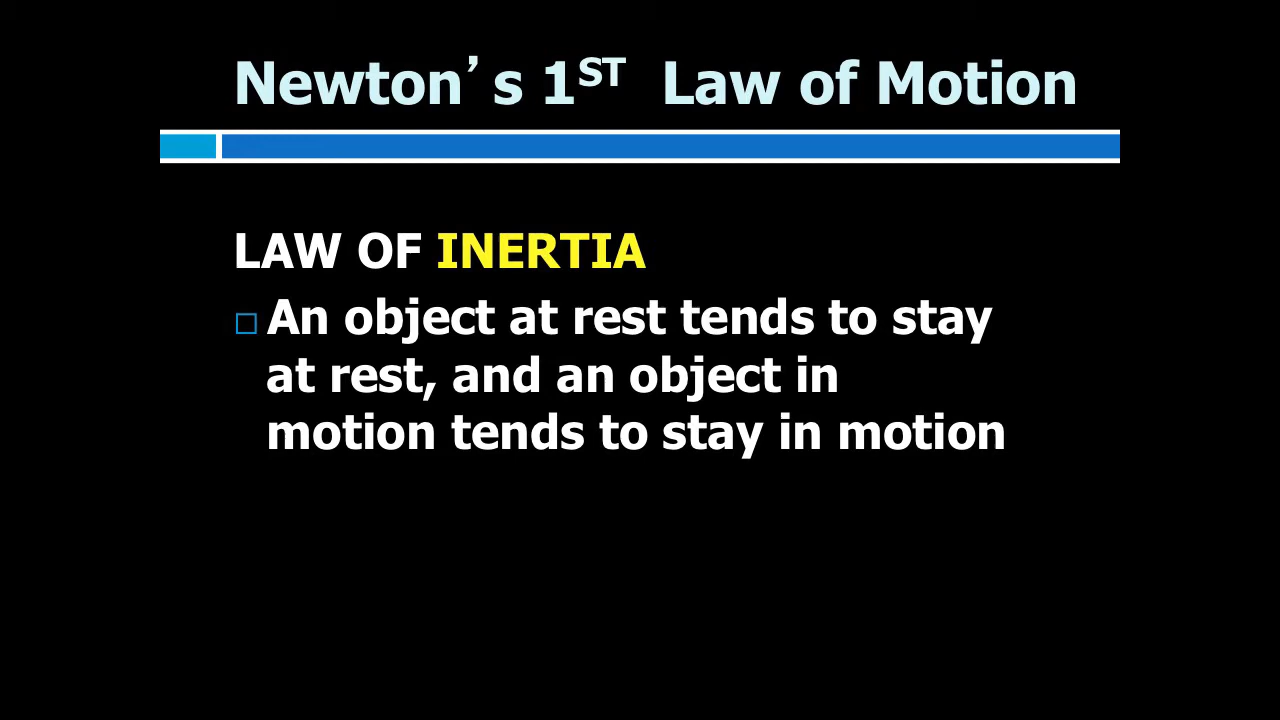 Newton’s 1ST Law of Motion
LAW OF INERTIA
An object at rest tends to stay
at rest, and an object in
motion tends to stay in motion